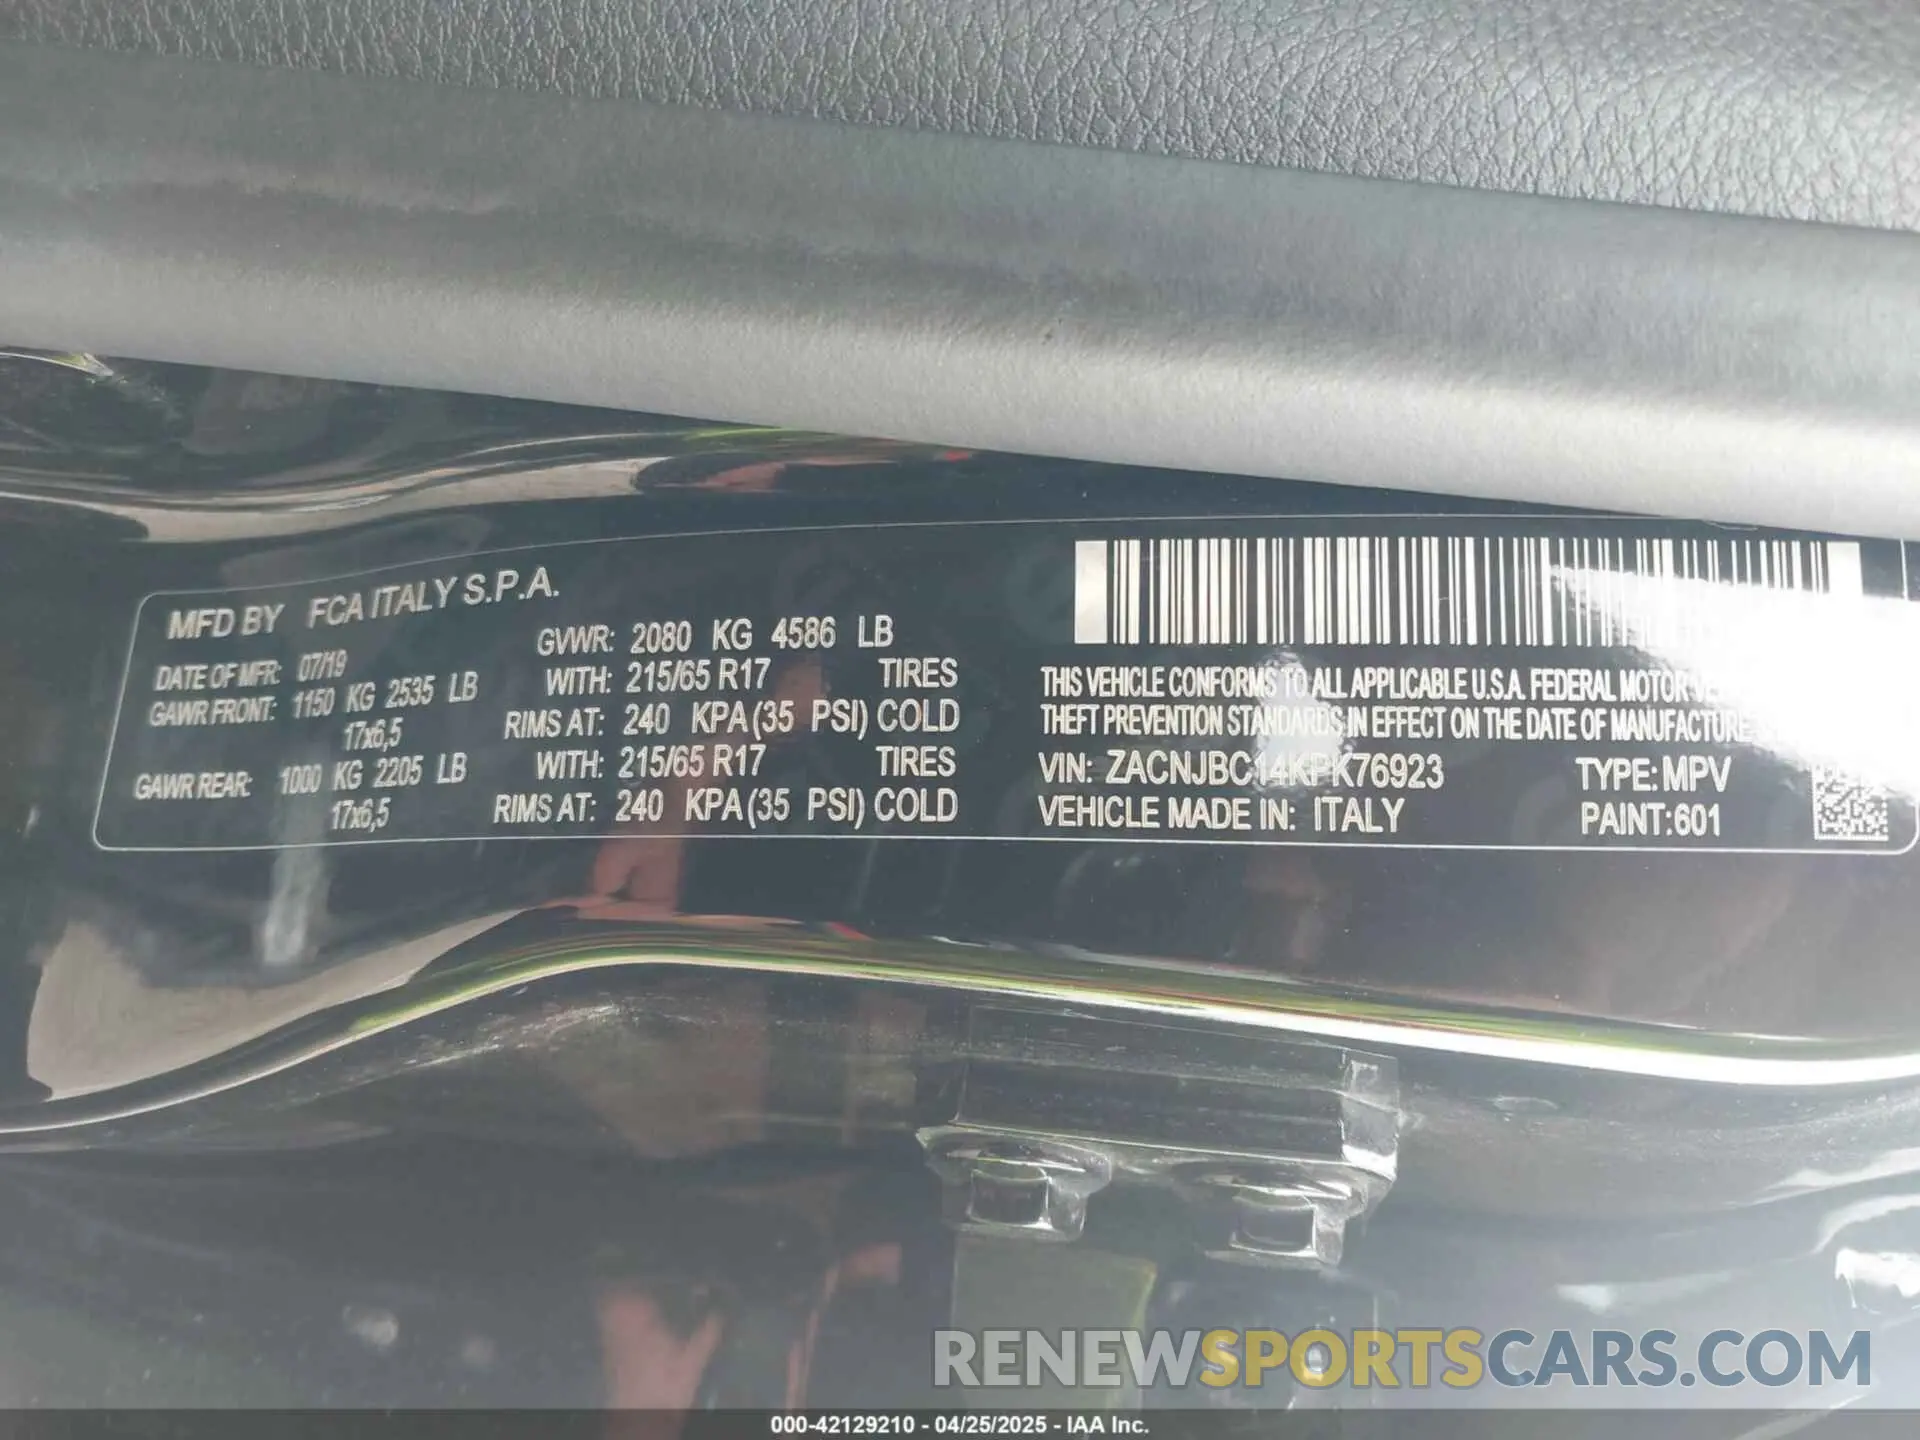 MFD BY FCA ITALY S.P.A.
DATE OF MFR: 07/19
GVWR: 2080 KG 4586 LB
GAWR FRONT: 1150 KG 2535 LB
WITH: 215/65 R17 TIRES
17x6,5
RIMS AT: 240 KPA (35 PSI) COLD
GAWR REAR: 1000 KG 2205 LB
WITH: 215/65 R17 TIRES
17x6,5
RIMS AT: 240 KPA (35 PSI) COLD
THIS VEHICLE CONFORMS TO ALL APPLICABLE U.S.A. FEDERAL MOTOR
THEFT PREVENTION STANDARDS IN EFFECT ON THE DATE OF MANUFACTURE
VIN: ZACNJBC14KPK76923 TYPE: MPV
VEHICLE MADE IN: ITALY PAINT: 601
RENEWSPORTSCARS.COM
000-42129210 - 04/25/2025 - IAA Inc.